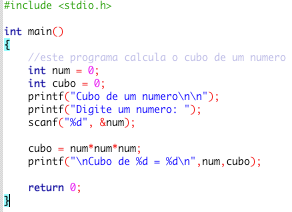 #include <stdio.h>
int main()
{
//este programa calcula o cubo de um numero
int num = 0;
int cubo = 0;
printf("Cubo de um numero\n\n");
printf("Digite um numero: ");
scanf("%d", &num);
cubo = num*num*num;
printf("\nCubo de %d = %d\n",num,cubo);
return 0;
}